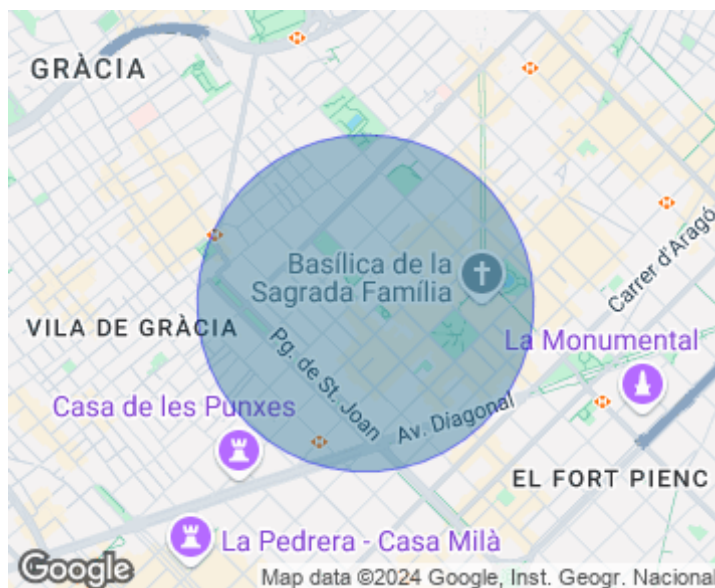 GRÀCIA
Basílica de la
Sagrada Família
Carrer d'Aragó
VILA DE GRÀCIA
Pg. de St. Joan
La Monumental
Casa de les Punxes
Av. Diagonal
EL FORT PIENC
La Pedrera - Casa Milà
Google
Map data ©2024 Google, Inst. Geogr. Nacional